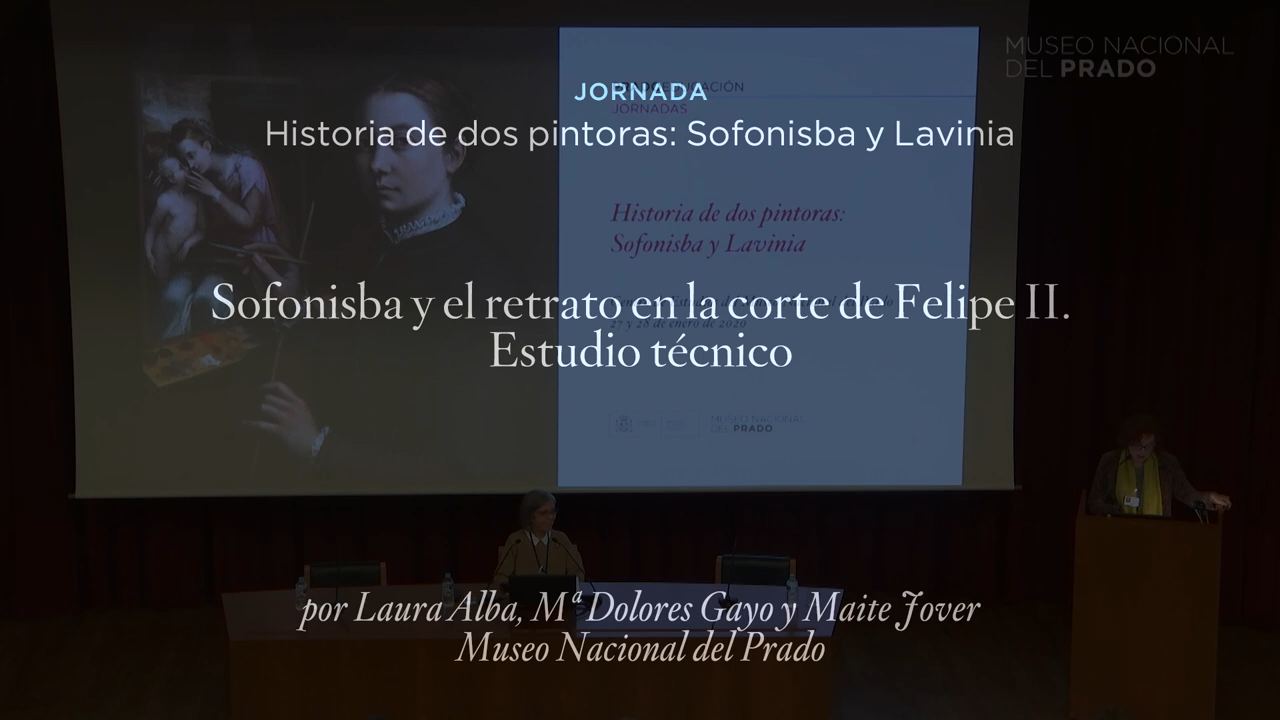 MUSEO NACIONAL
DEL PRADO
JORNADA
JORNADAS
Historia de dos pintoras: Sofonisba y Lavinia
Historia de dos pintoras:
Sofonisba y Lavinia
Sofonisba y el retrato en la corte de Felipe II.
Estudio técnico
27 y 28 de enero de 2020
MUSEO NACIONAL
DEL PRADO
por Laura Alba, Mª Dolores Gayo y Maite Jover
Museo Nacional del Prado